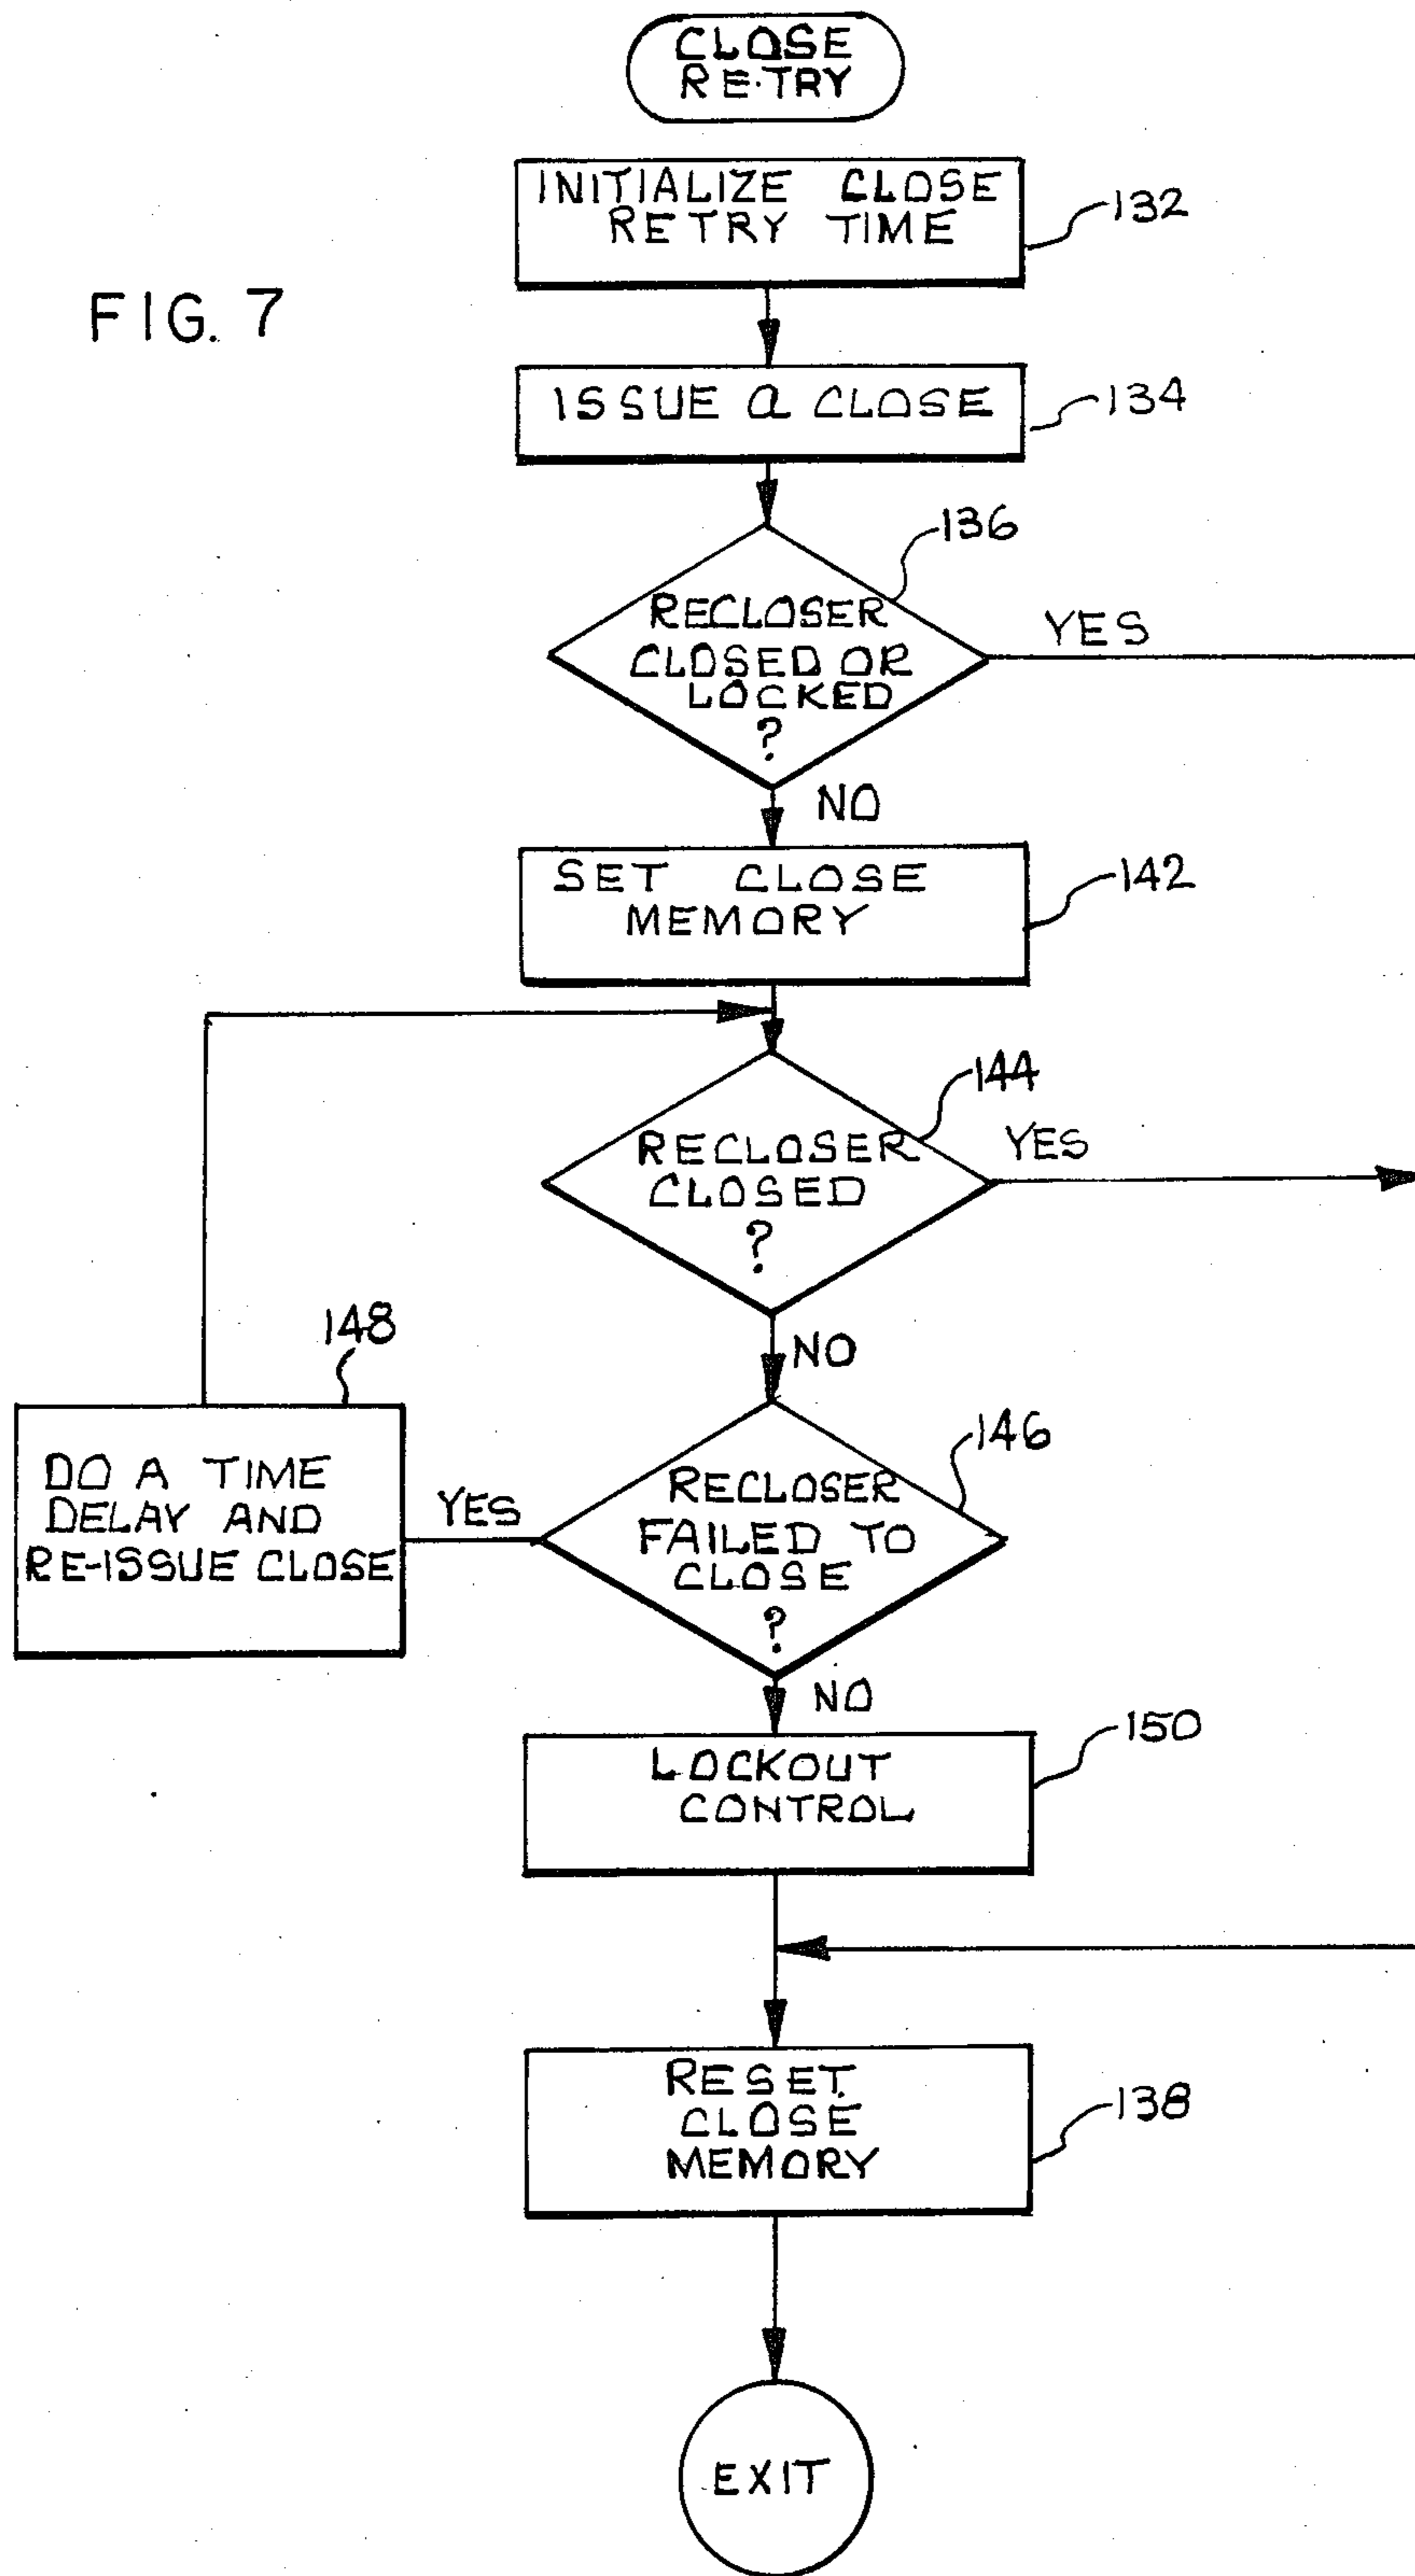 CLOSE
RE-TRY
INITIALIZE CLOSE
RETRY TIME
132
FIG. 7
ISSUE A CLOSE
134
136
RECLOSER
CLOSED OR
LOCKED
?
YES
NO
SET CLOSE
MEMORY
142
144
RECLOSER
CLOSED
?
YES
NO
148
146
DO A TIME
DELAY AND
RE-ISSUE CLOSE
YES
RECLOSER
FAILED TO
CLOSE
?
NO
150
LOCKOUT
CONTROL
RESET
CLOSE
MEMORY
138
EXIT